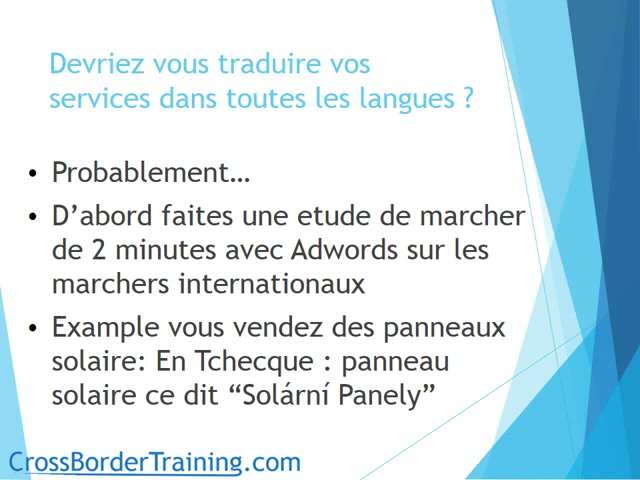 Devriez vous traduire vos
services dans toutes les langues ?
• Probablement…
• D’abord faites une etude de marcher
de 2 minutes avec Adwords sur les
marchers internationaux
• Example vous vendez des panneaux
solaire: En Tchecque : panneau
solaire ce dit “Solární Panely”
CrossBorderTraining.com